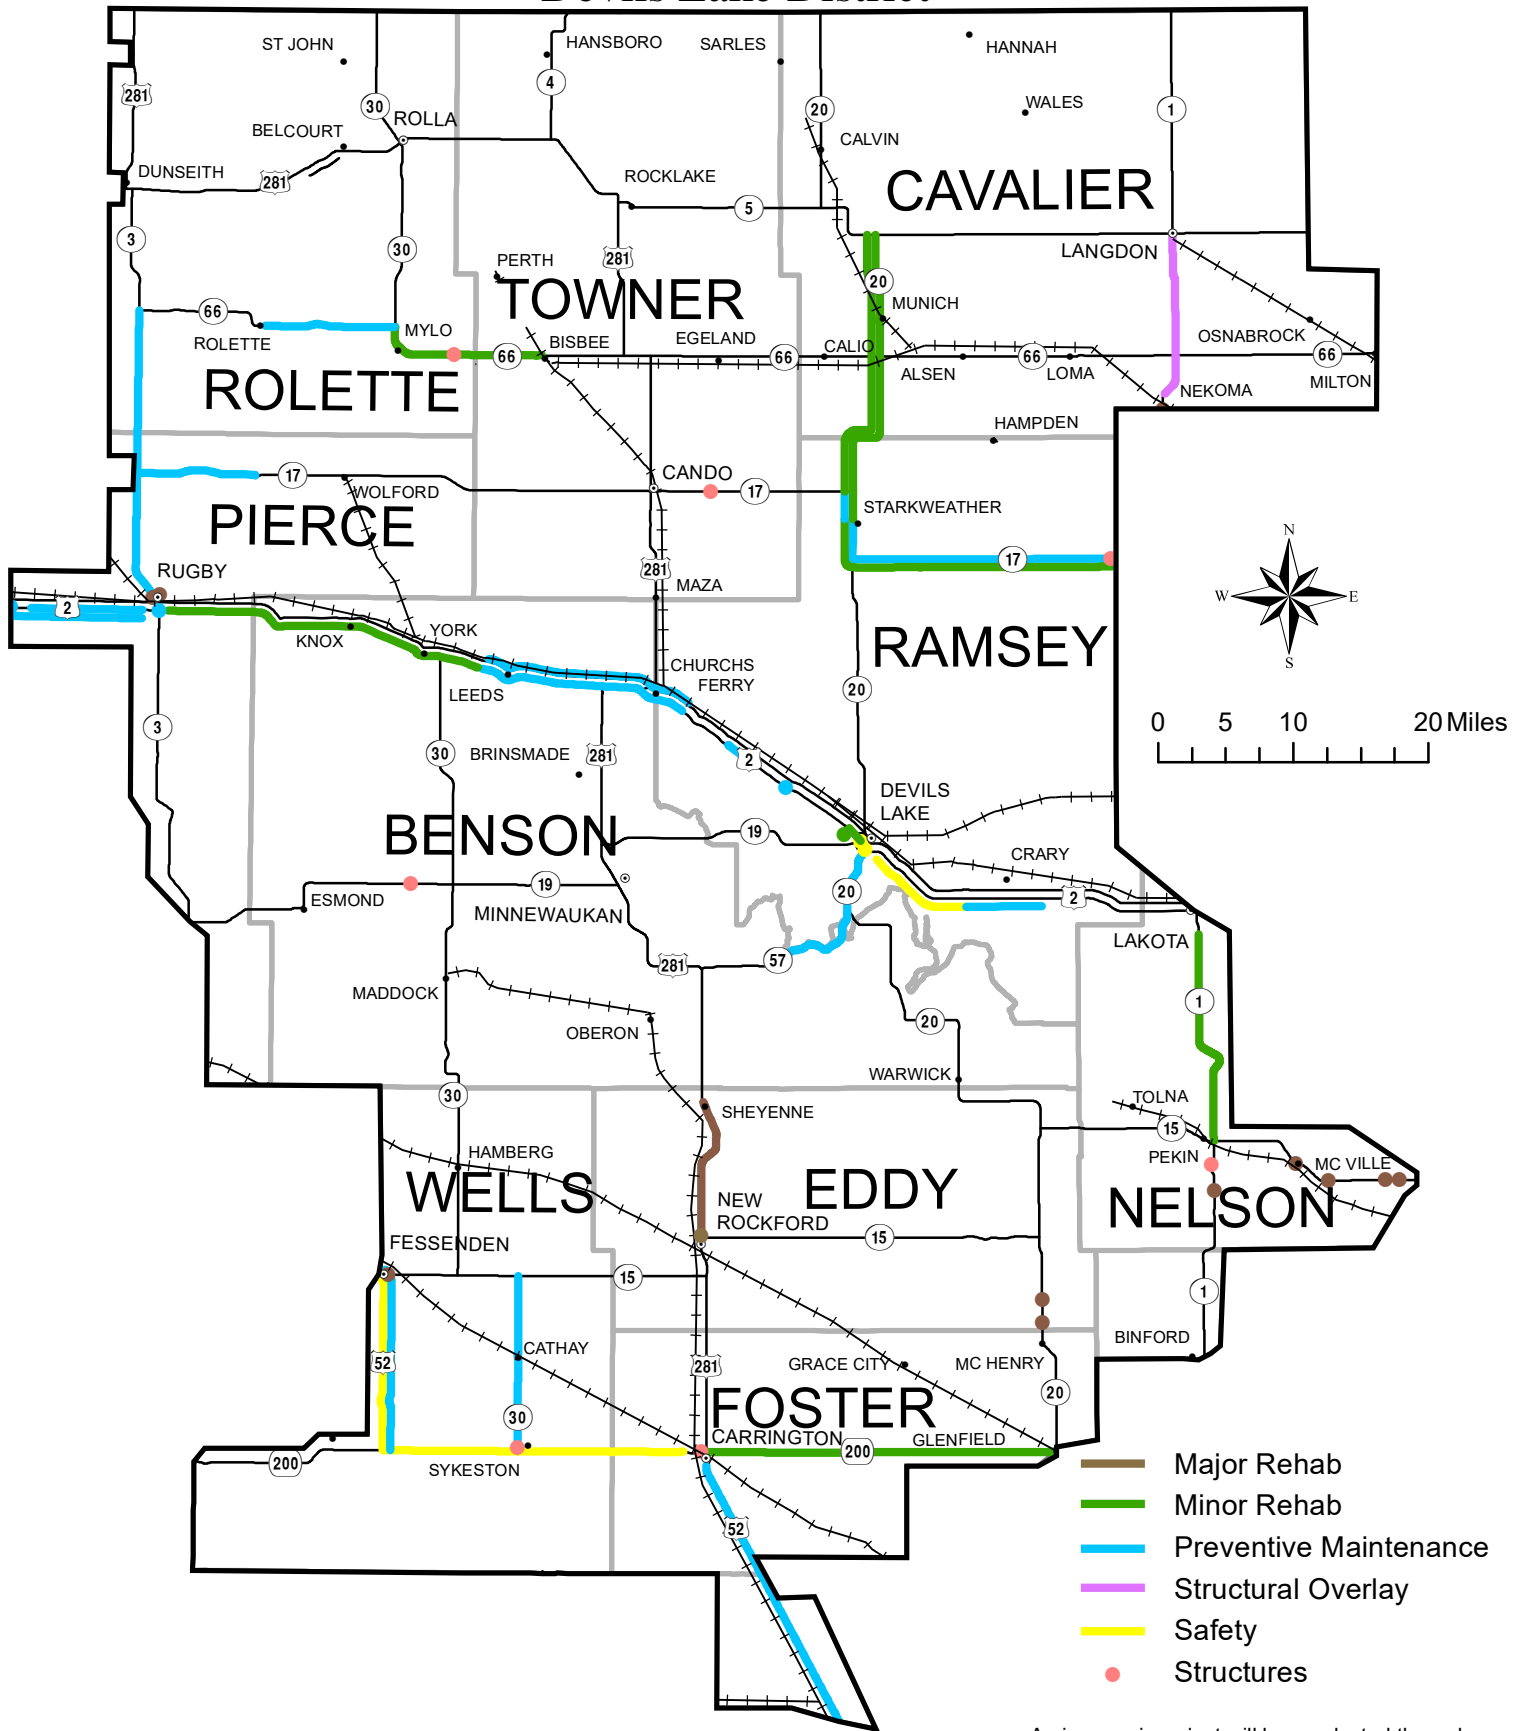 Devils Lake District
ST JOHN
HANSBORO
SARLES
HANNAH
281
30
4
20
WALES
1
ROLLA
BELCOURT
CALVIN
DUNSEITH
281
ROCKLAKE
5
CAVALIER
3
30
281
LANGDON
PERTH
20
TOWNER
MUNICH
66
MYLO
ROLETTE
BISBEE
EGELAND
CALIO
OSNABROCK
66
66
66
66
ALSEN
LOMA
MILTON
ROLETTE
NEKOMA
HAMPDEN
17
CANDO
17
WOLFORD
STARKWEATHER
PIERCE
281
17
RUGBY
MAZA
N
W
E
S
2
KNOX
YORK
RAMSEY
LEEDS
CHURCHS
FERRY
20
3
30
BRINSMADE
281
2
0 5 10 20 Miles
DEVILS
LAKE
BENSON
19
CRARY
ESMOND
19
20
2
MINNEWAUKAN
LAKOTA
281
57
MADDOCK
1
OBERON
20
WARWICK
30
SHEYENNE
TOLNA
15
HAMBERG
PEKIN
MC VILLE
WELLS
EDDY
NEW
ROCKFORD
NELSON
FESSENDEN
15
15
1
CATHAY
BINFORD
52
281
GRACE CITY
MC HENRY
30
20
FOSTER
CARRINGTON
200
GLENFIELD
200
SYKESTON
52
Major Rehab
Minor Rehab
Preventive Maintenance
Structural Overlay
Safety
Structures